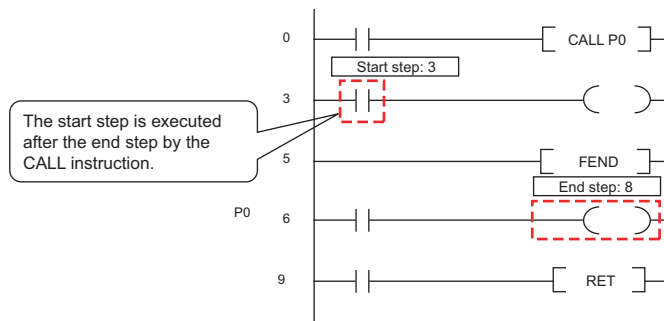 0 CALL P0
Start step: 3
3
The start step is executed
after the end step by the
CALL instruction.
5 FEND
End step: 8
P0 6
9 RET